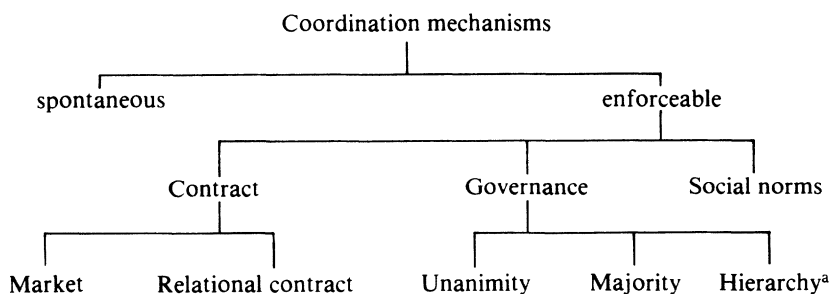 Coordination mechanisms
spontaneous enforceable
Contract Governance Social norms
Market Relational contract Unanimity Majority Hierarchyᵃ